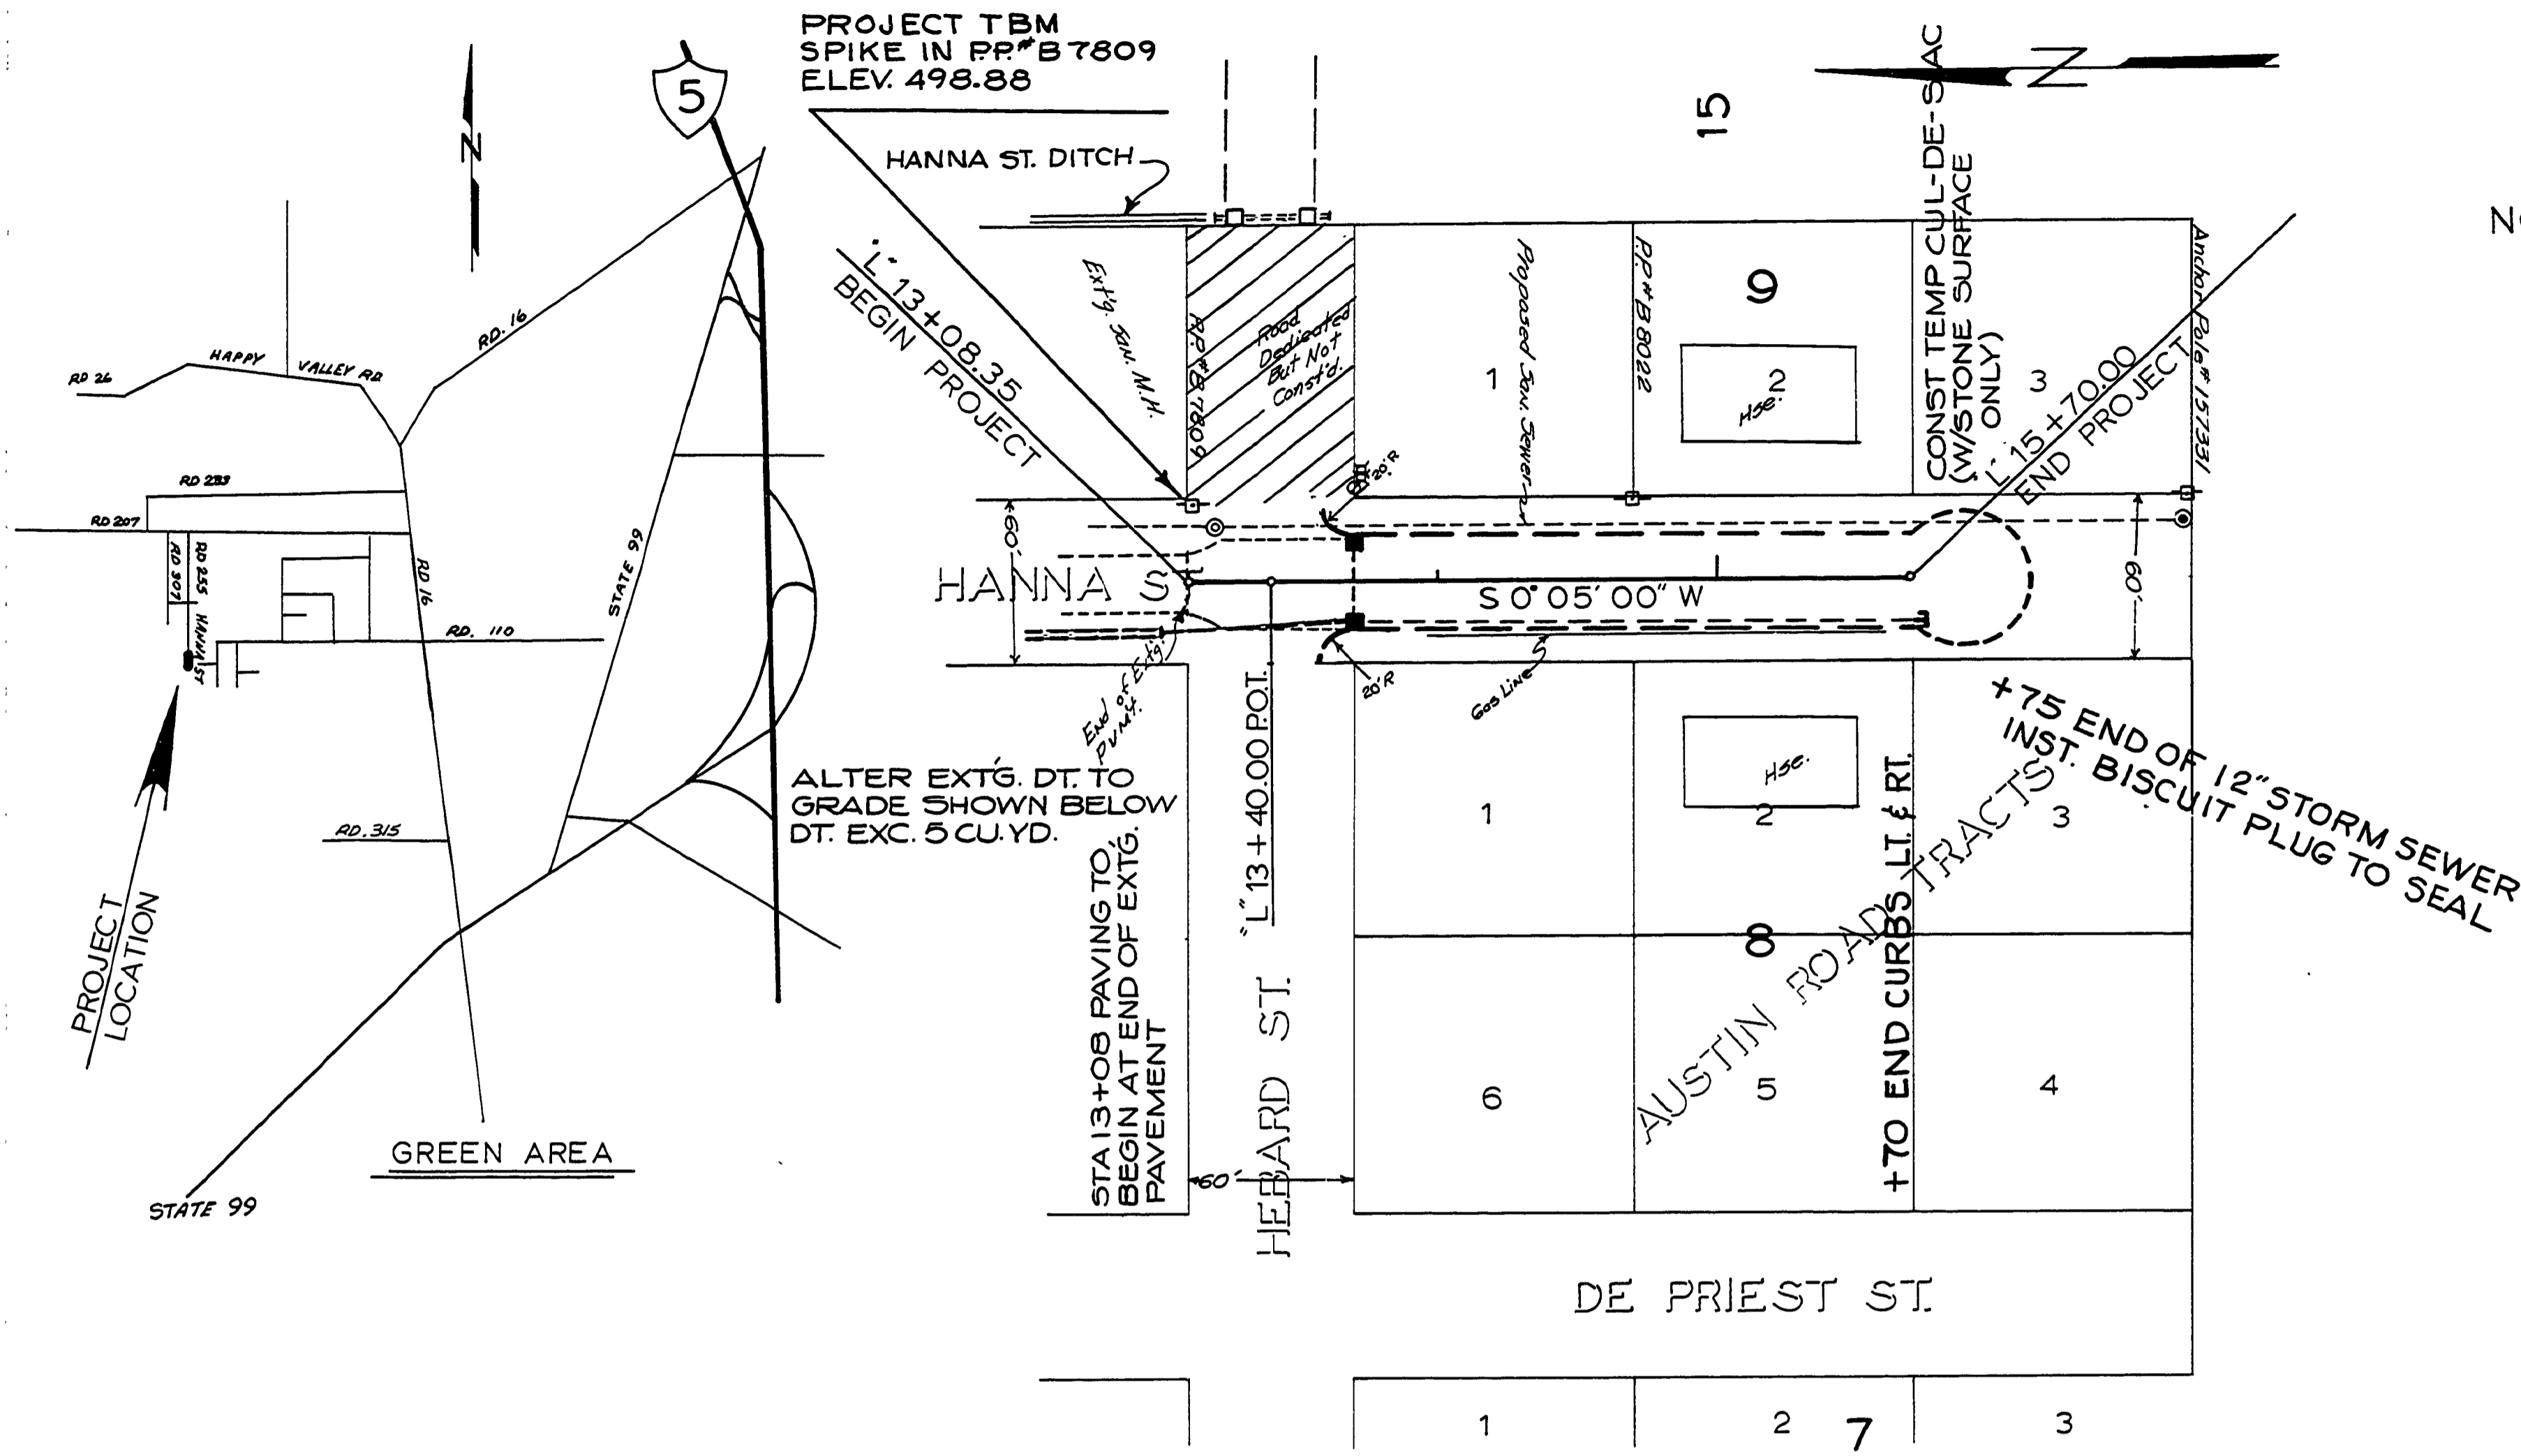 PROJECT TBM
SPIKE IN P.P.# B 7809
ELEV. 498.88
HANNA ST. DITCH
5
N
N
15
CONST TEMP CUL-DE-SAC
(W/STONE SURFACE
ONLY)
"L" 13+08.35
BEGIN PROJECT
Ext'g. San. M.H.
P.P.# B 7809
Road
Dedicated
But Not
Const'd.
Proposed San. Sewer
P.P.# B 8022
9
1
2
Hse.
3
Anchor Pole # 15731
"L" 15+70.00
END PROJECT
20'R
60'
HANNA S
S 0° 05' 00" W
60'
End of Ext'g.
Pvm't.
20'R
Gas Line
"L" 13+40.00 P.O.T.
+75 END OF 12" STORM SEWER
INST. BISCUIT PLUG TO SEAL
ALTER EXT'G. DT. TO
GRADE SHOWN BELOW
DT. EXC. 5 CU.YD.
STA 13+08 PAVING TO
BEGIN AT END OF EXTG.
PAVEMENT
HEBARD ST.
60'
1
Hse.
2
3
8
6
5
4
AUSTIN ROAD TRACTS
+70 END CURBS LT. & RT.
DE PRIEST ST.
1
2
7
3
RD 26
HAPPY VALLEY RD
RD. 16
RD 233
RD 207
RD 307
RD 255 HANNA ST
RD 16
RD. 110
STATE 99
RD. 315
PROJECT
LOCATION
GREEN AREA
STATE 99